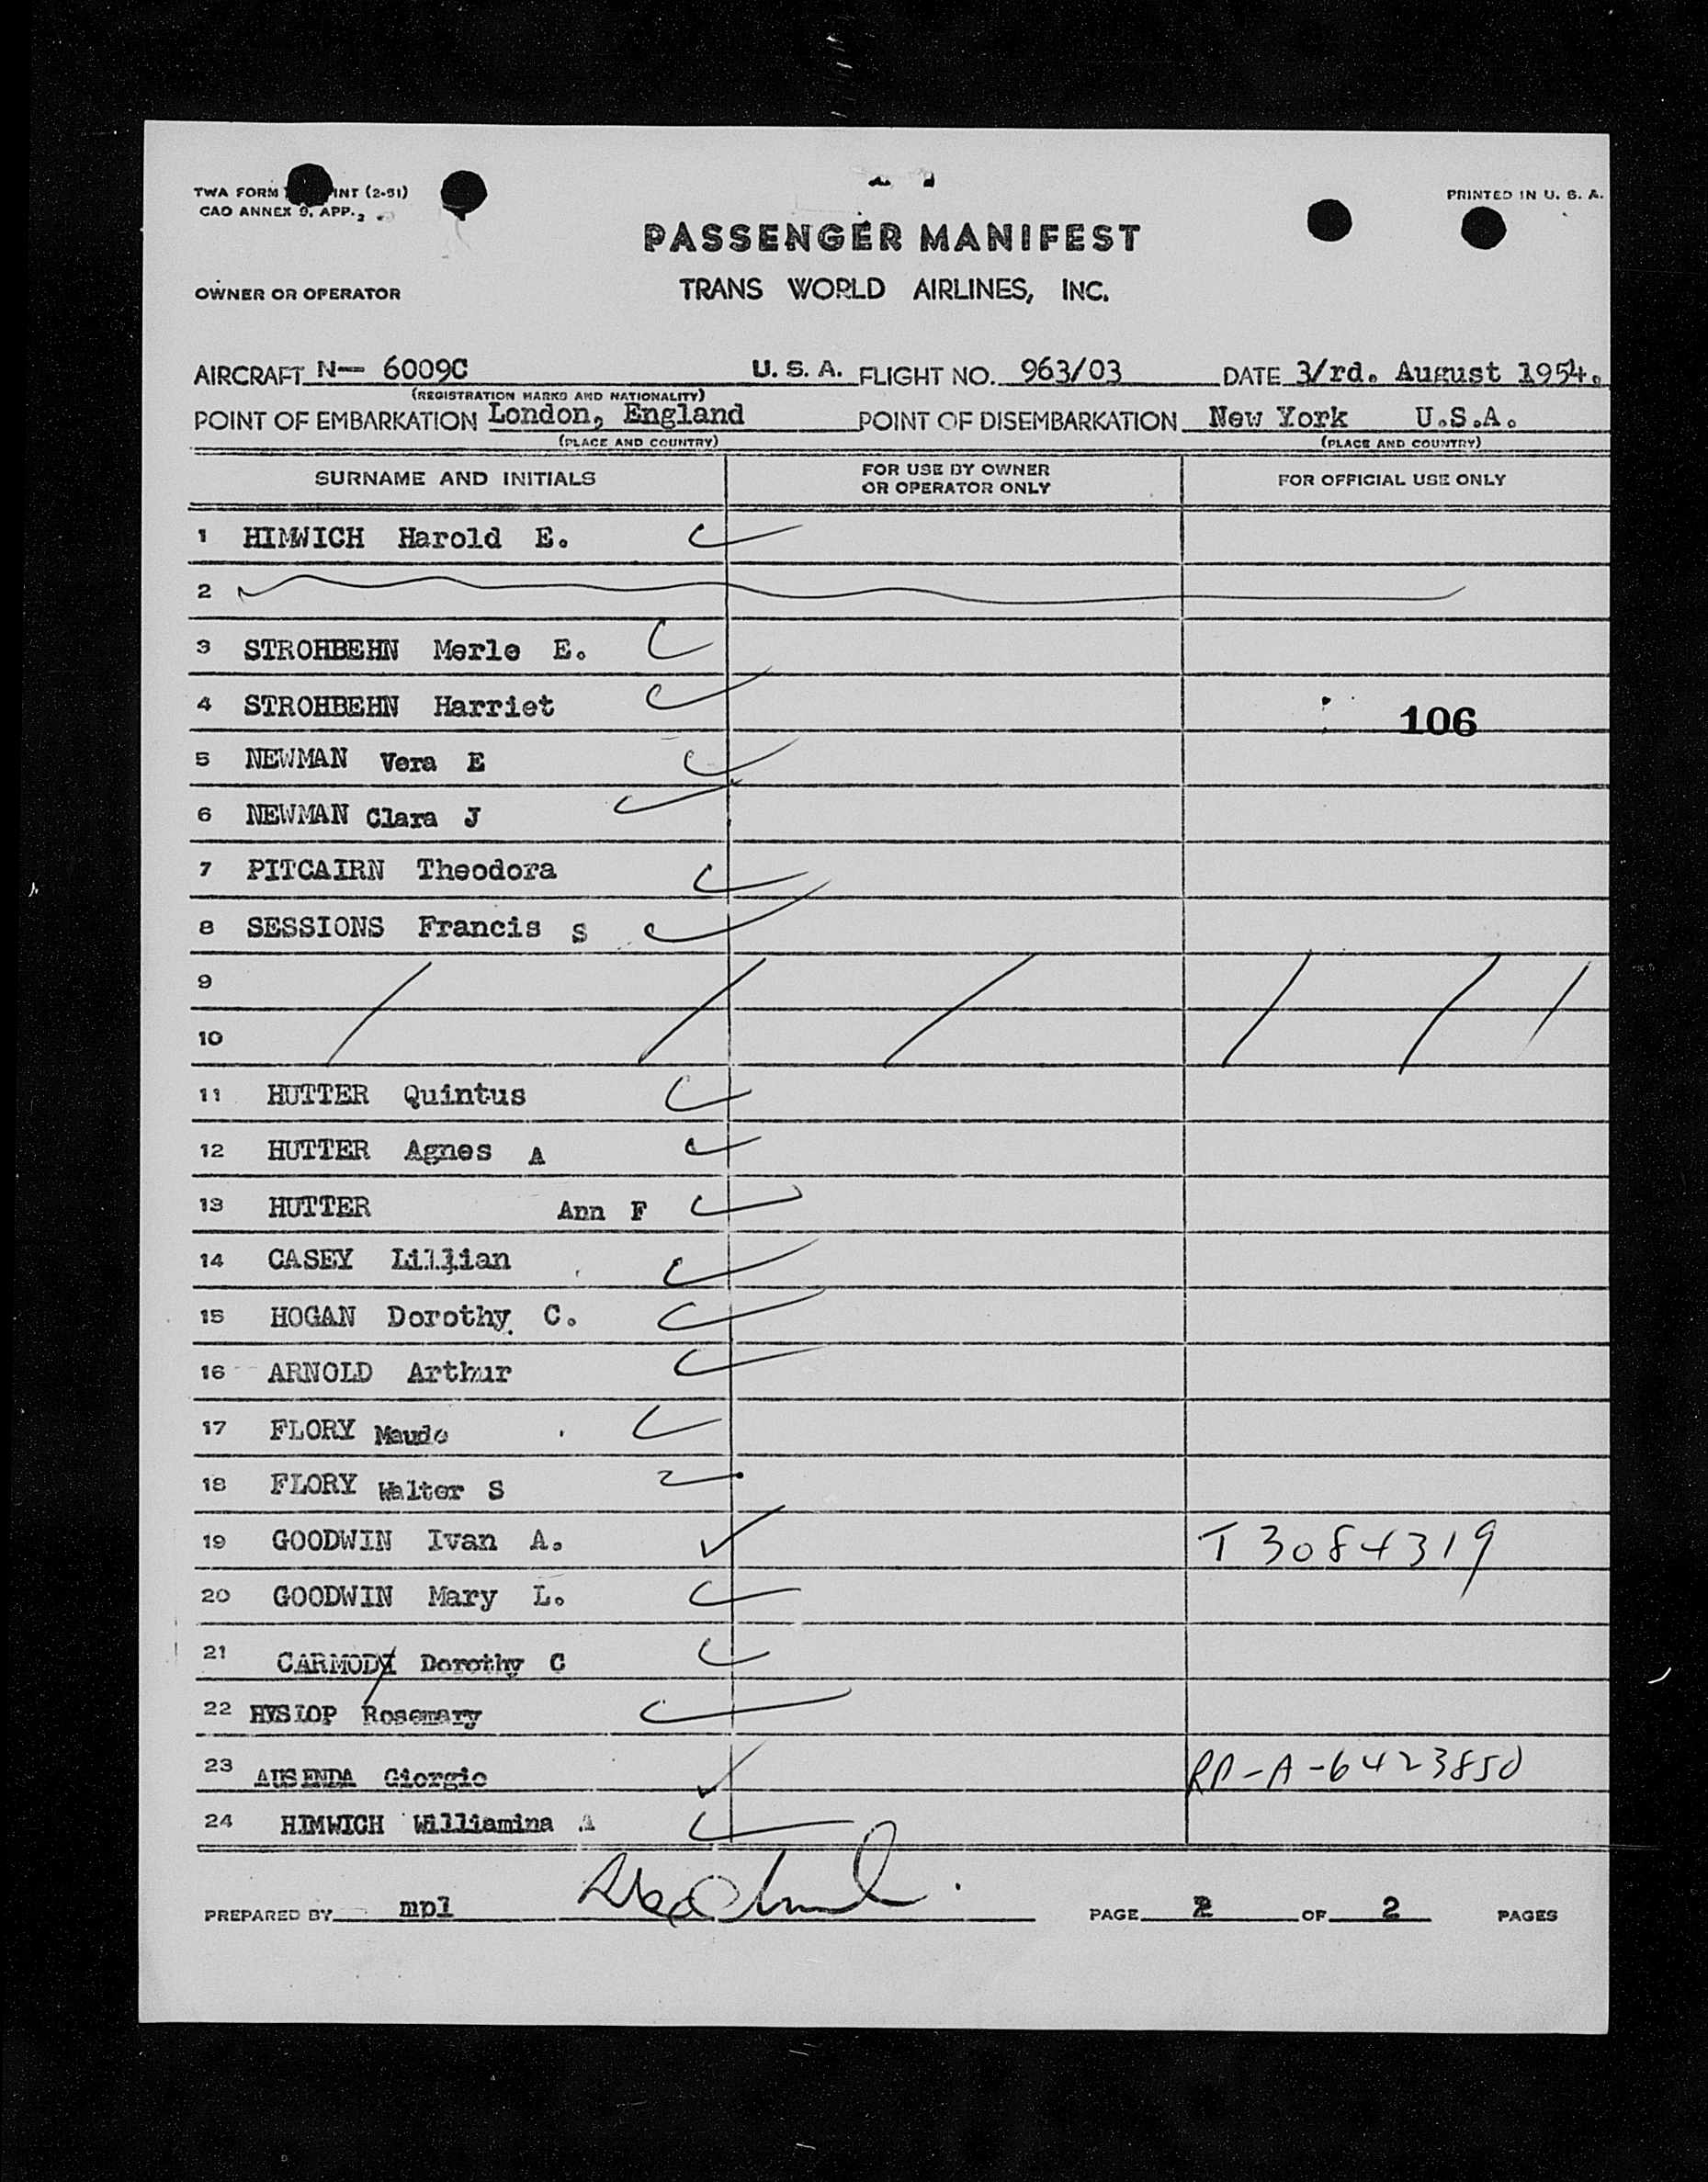 TWA FORM INT (2-51)
CAO ANNEX 9, APP. 2
PRINTED IN U. S. A.
PASSENGER MANIFEST
OWNER OR OPERATOR
TRANS WORLD AIRLINES, INC.
AIRCRAFT N— 6009C U. S. A. FLIGHT NO. 963/03 DATE 3/rd. August 1954.
(REGISTRATION MARKS AND NATIONALITY)
POINT OF EMBARKATION London, England POINT OF DISEMBARKATION New York U.S.A.
(PLACE AND COUNTRY) (PLACE AND COUNTRY)
SURNAME AND INITIALS FOR USE BY OWNER OR OPERATOR ONLY FOR OFFICIAL USE ONLY
1 HIMWICH Harold E.
2
3 STROHBEHN Merle E.
4 STROHBEHN Harriet 106
5 NEWMAN Vera E
6 NEWMAN Clara J
7 PITCAIRN Theodora
8 SESSIONS Francis S
9
10
11 HUTTER Quintus
12 HUTTER Agnes A
13 HUTTER Ann F
14 CASEY Lillian
15 HOGAN Dorothy C.
16 ARNOLD Arthur
17 FLORY Maude
18 FLORY Walter S
19 GOODWIN Ivan A. T 3084319
20 GOODWIN Mary L.
21 CARMODY Dorothy C
22 HYSLOP Rosemary
23 AUSENDA Giorgio RP-A-6423850
24 HIMWICH Williamina A
PREPARED BY mpl PAGE 2 OF 2 PAGES